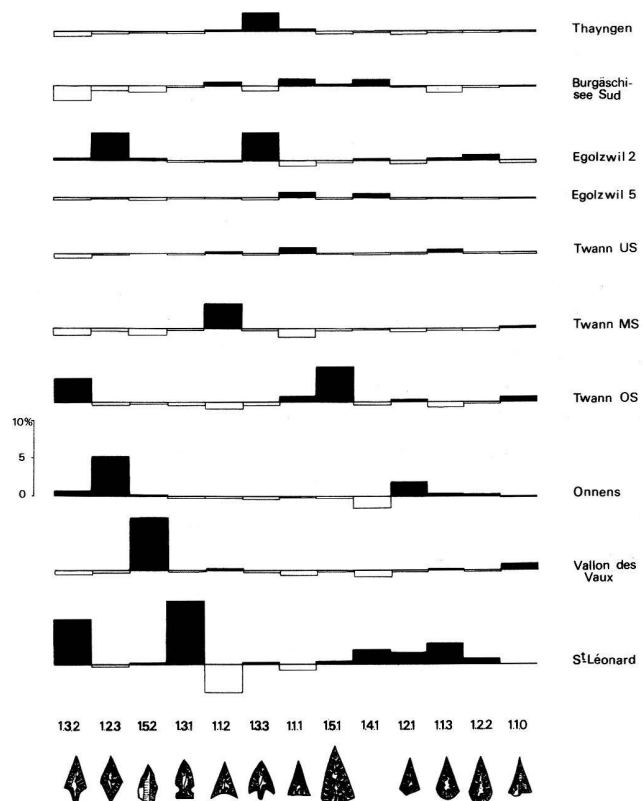 Thayngen
Burgäschi-
see Sud
Egolzwil 2
Egolzwil 5
Twann US
Twann MS
Twann OS
10%
5
0
Onnens
Vallon des
Vaux
St Léonard
1.3.2 1.2.3 1.5.2 1.3.1 1.1.2 1.3.3 1.1.1 1.5.1 1.4.1 1.2.1 1.1.3 1.2.2 1.1.0